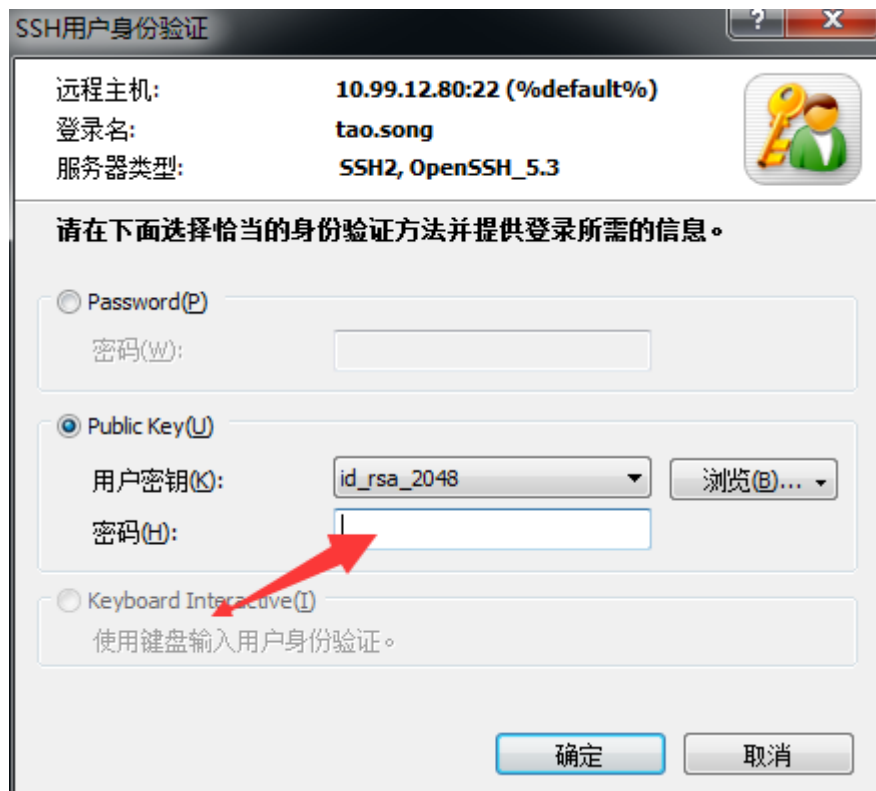 SSH用户身份验证
?
远程主机: 10.99.12.80:22 (%default%)
登录名: tao.song
服务器类型: SSH2, OpenSSH_5.3
请在下面选择恰当的身份验证方法并提供登录所需的信息。
Password(P)
密码(W):
Public Key(U)
用户密钥(K): id_rsa_2048 浏览(B)...
密码(H):
Keyboard Interactive(I)
使用键盘输入用户身份验证。
确定 取消